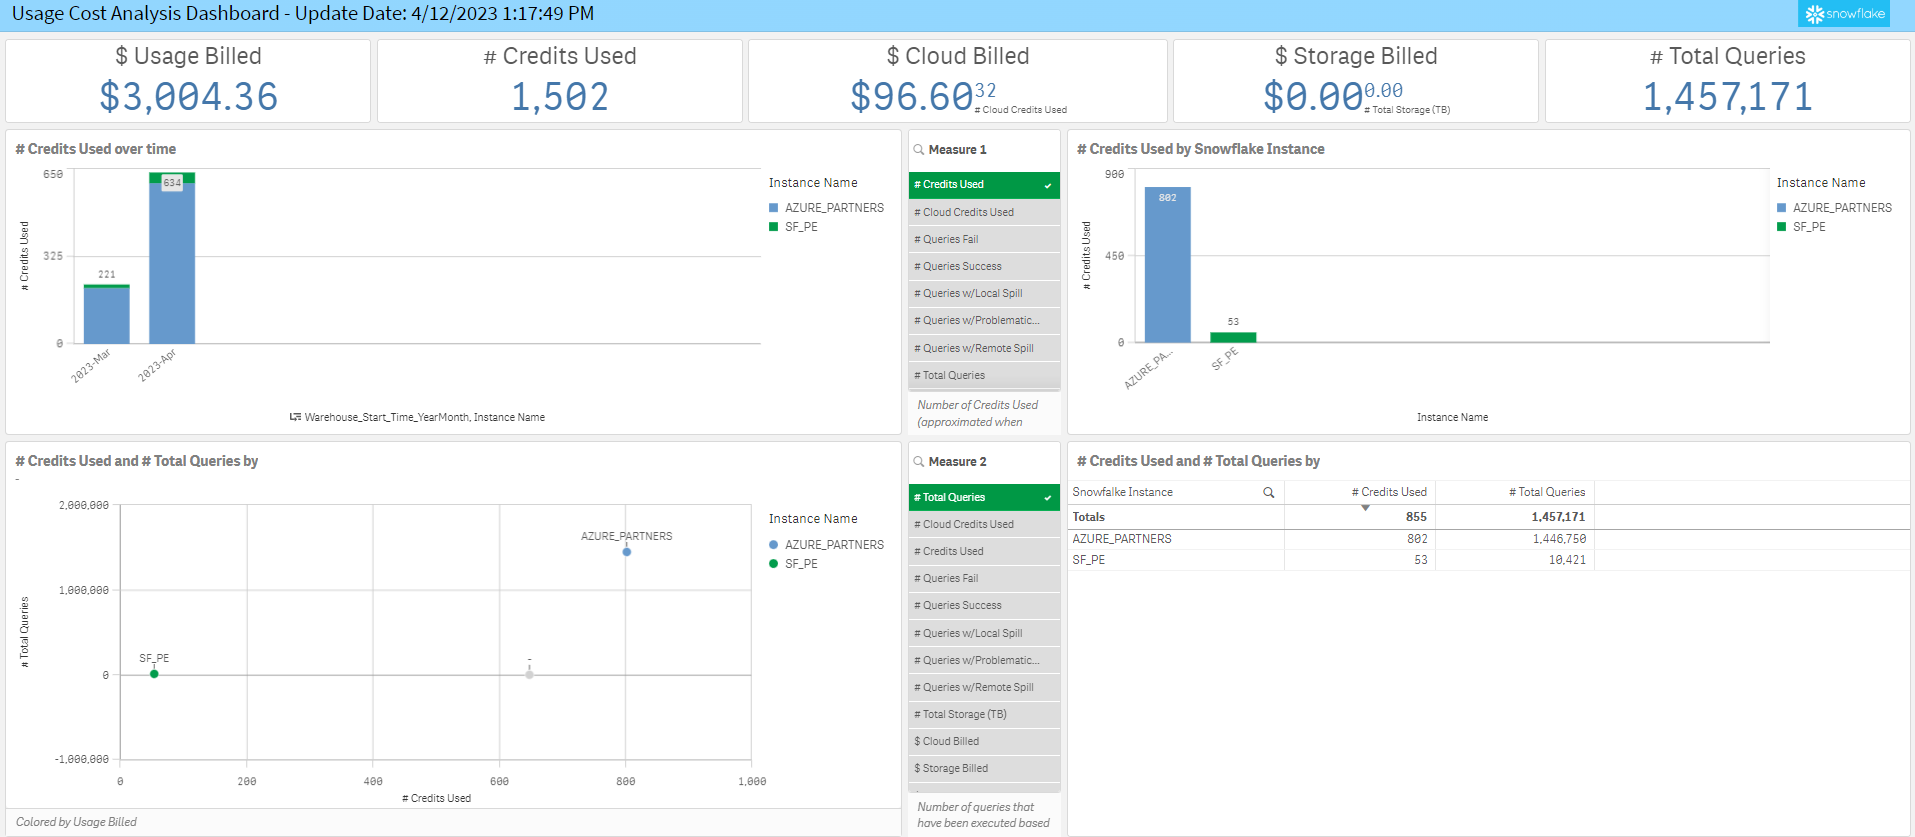 Usage Cost Analysis Dashboard - Update Date: 4/12/2023 1:17:49 PM
snowflake
$ Usage Billed
$3,004.36
# Credits Used
1,502
$ Cloud Billed
$96.60
32
# Cloud Credits Used
$ Storage Billed
$0.00
0.00
# Total Storage (TB)
# Total Queries
1,457,171
# Credits Used over time
650
325
0
# Credits Used
221
634
2023-Mar
2023-Apr
Warehouse_Start_Time_YearMonth, Instance Name
Instance Name
AZURE_PARTNERS
SF_PE
Measure 1
# Credits Used
# Cloud Credits Used
# Queries Fail
# Queries Success
# Queries w/Local Spill
# Queries w/Problematic...
# Queries w/Remote Spill
# Total Queries
Number of Credits Used
(approximated when
# Credits Used by Snowflake Instance
900
450
0
# Credits Used
802
53
AZURE_PA...
SF_PE
Instance Name
Instance Name
AZURE_PARTNERS
SF_PE
# Credits Used and # Total Queries by
-
2,000,000
1,000,000
0
-1,000,000
# Total Queries
AZURE_PARTNERS
SF_PE
-
0
200
400
600
800
1,000
# Credits Used
Instance Name
AZURE_PARTNERS
SF_PE
Colored by Usage Billed
Measure 2
# Total Queries
# Cloud Credits Used
# Credits Used
# Queries Fail
# Queries Success
# Queries w/Local Spill
# Queries w/Problematic...
# Queries w/Remote Spill
# Total Storage (TB)
$ Cloud Billed
$ Storage Billed
Number of queries that
have been executed based
# Credits Used and # Total Queries by
Snowfalke Instance # Credits Used # Total Queries
Totals 855 1,457,171
AZURE_PARTNERS 802 1,446,750
SF_PE 53 10,421